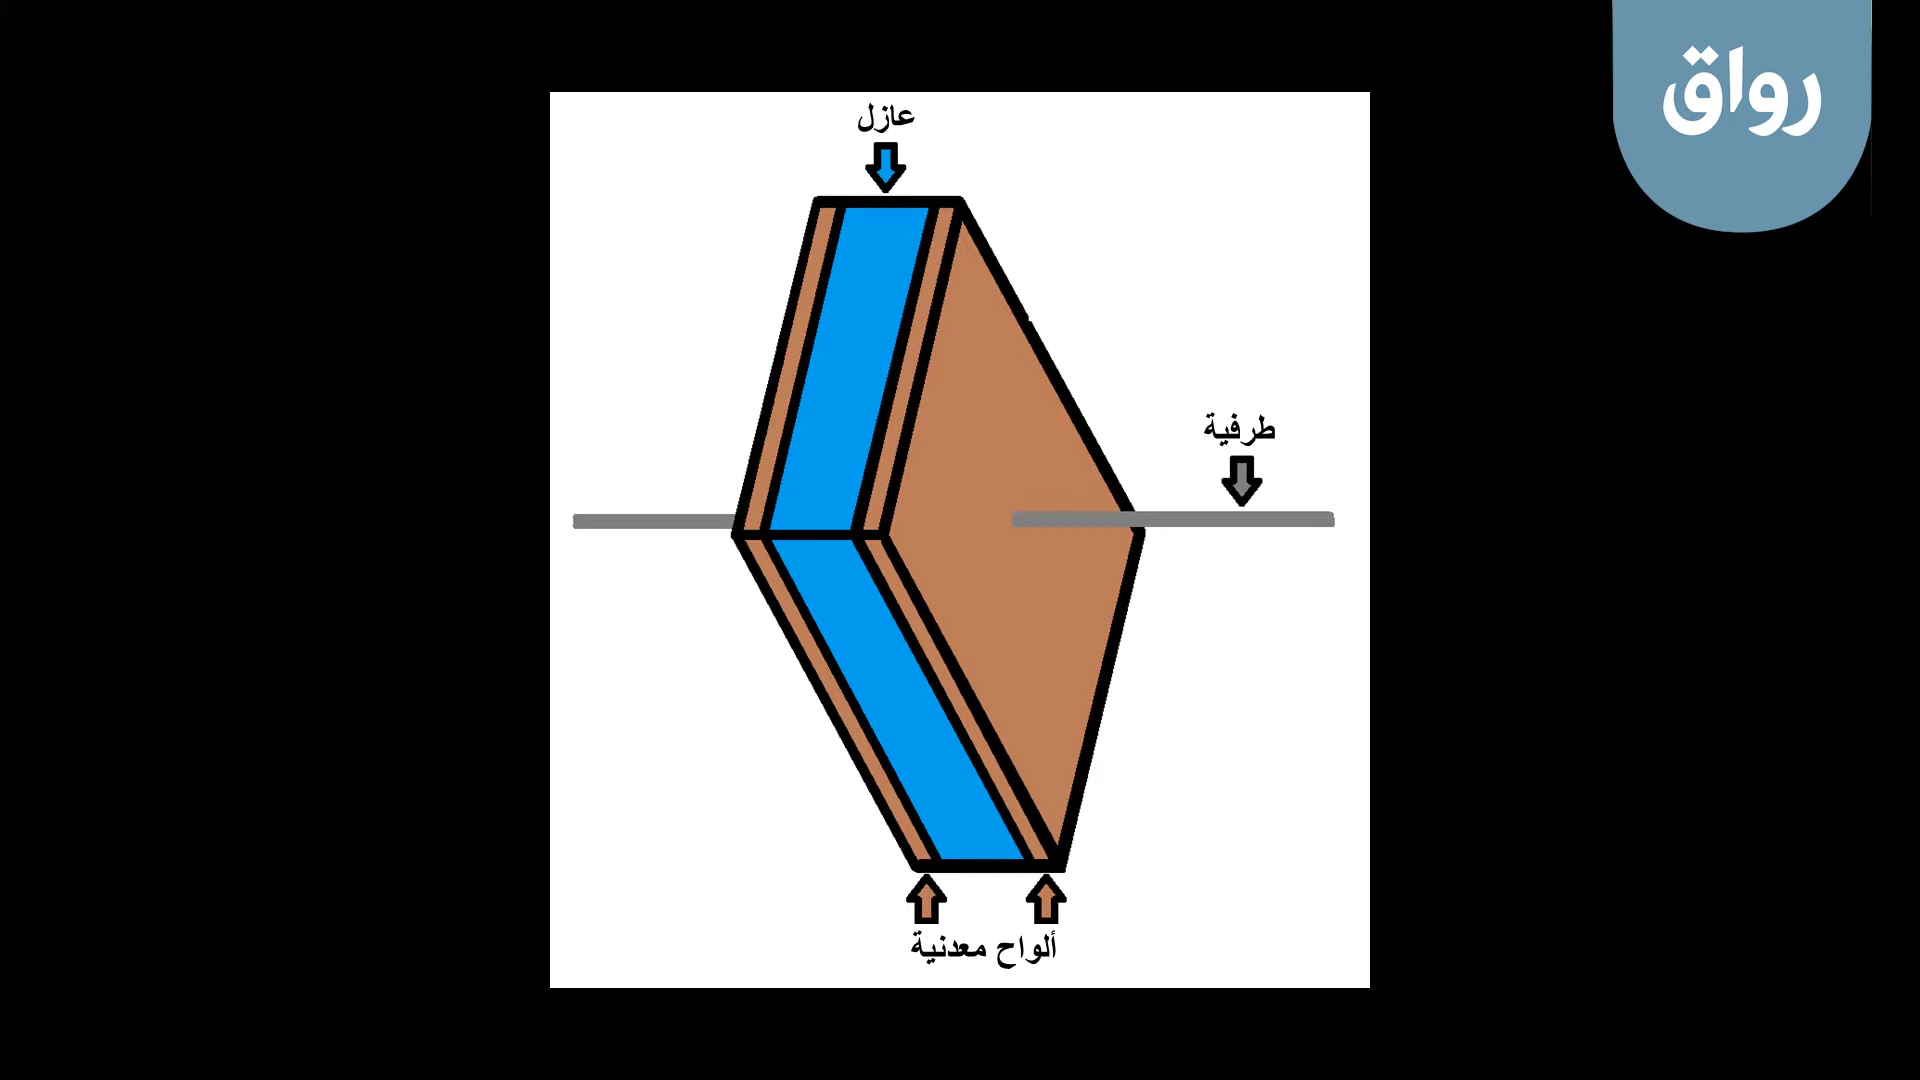 رواق
عازل
طرفية
ألواح معدنية